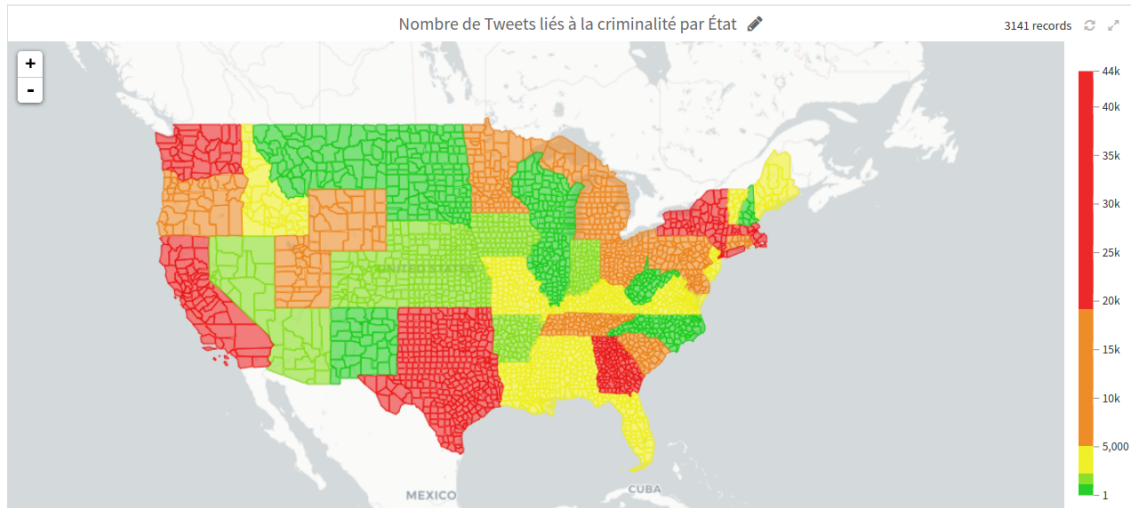 Nombre de Tweets liés à la criminalité par État
3141 records
+
-
44k
40k
35k
30k
25k
20k
15k
10k
5,000
1
MEXICO
CUBA